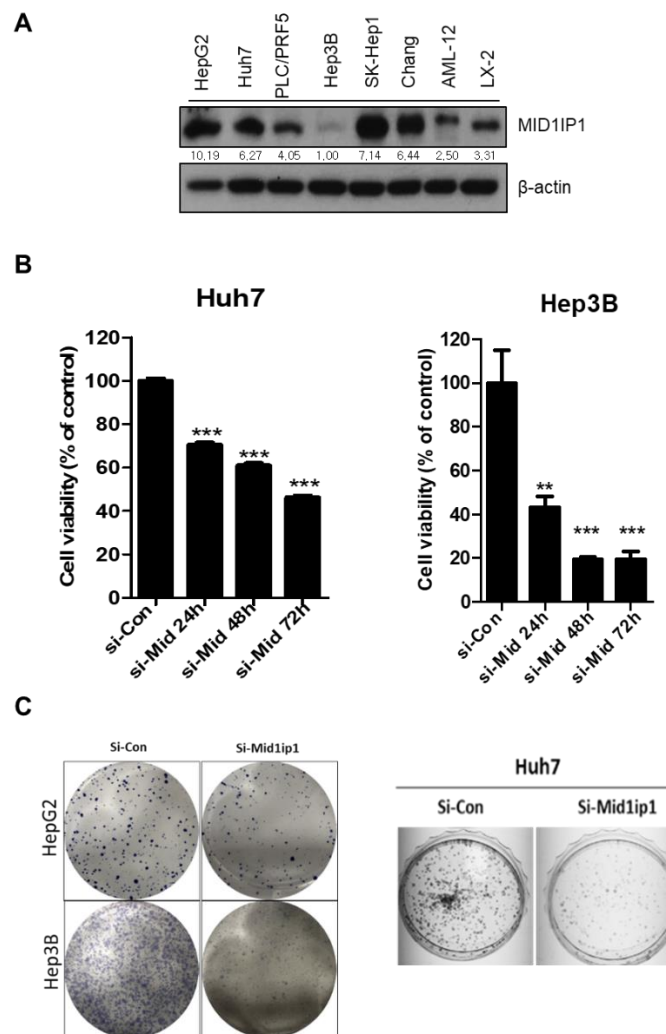 A
HepG2
Huh7
PLC/PRF5
Hep3B
SK-Hep1
Chang
AML-12
LX-2
MID1IP1
10,19 6,27 4,05 1,00 7,14 6,44 2,50 3,31
β-actin
B
Huh7
Cell viability (% of control)
120
100
80
60
40
20
0
***
***
***
si-Con
si-Mid 24h
si-Mid 48h
si-Mid 72h
Hep3B
Cell viability (% of control)
120
100
80
60
40
20
0
**
***
***
si-Con
si-Mid 24h
si-Mid 48h
si-Mid 72h
C
Si-Con Si-Mid1ip1
HepG2
Hep3B
Huh7
Si-Con Si-Mid1ip1